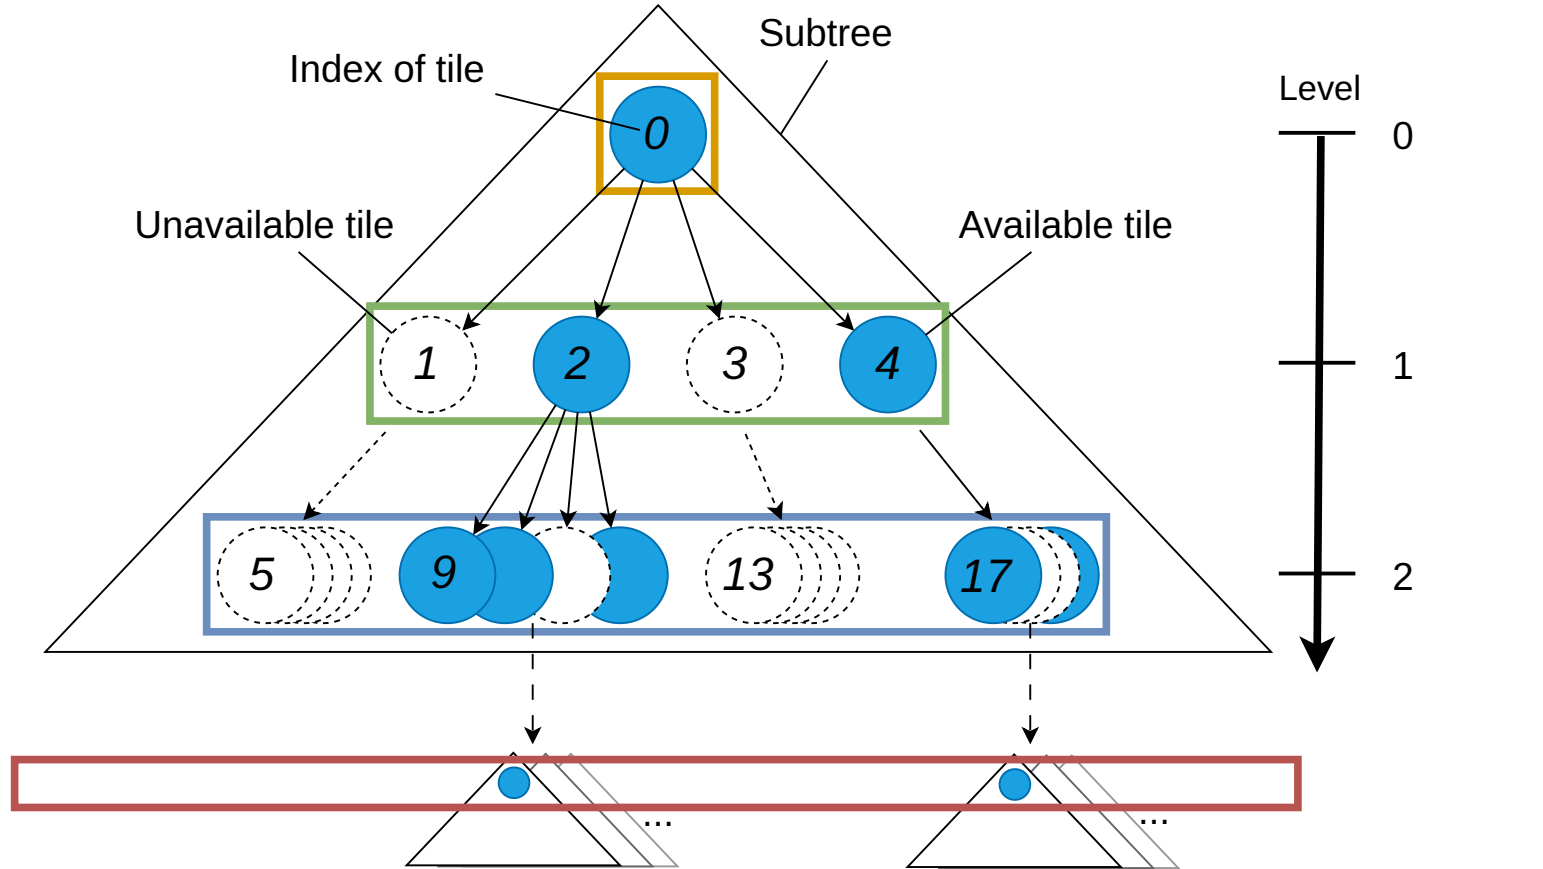 Subtree
Index of tile
Level
0
0
Unavailable tile
Available tile
1
2
3
4
1
5
9
13
17
2
...
...